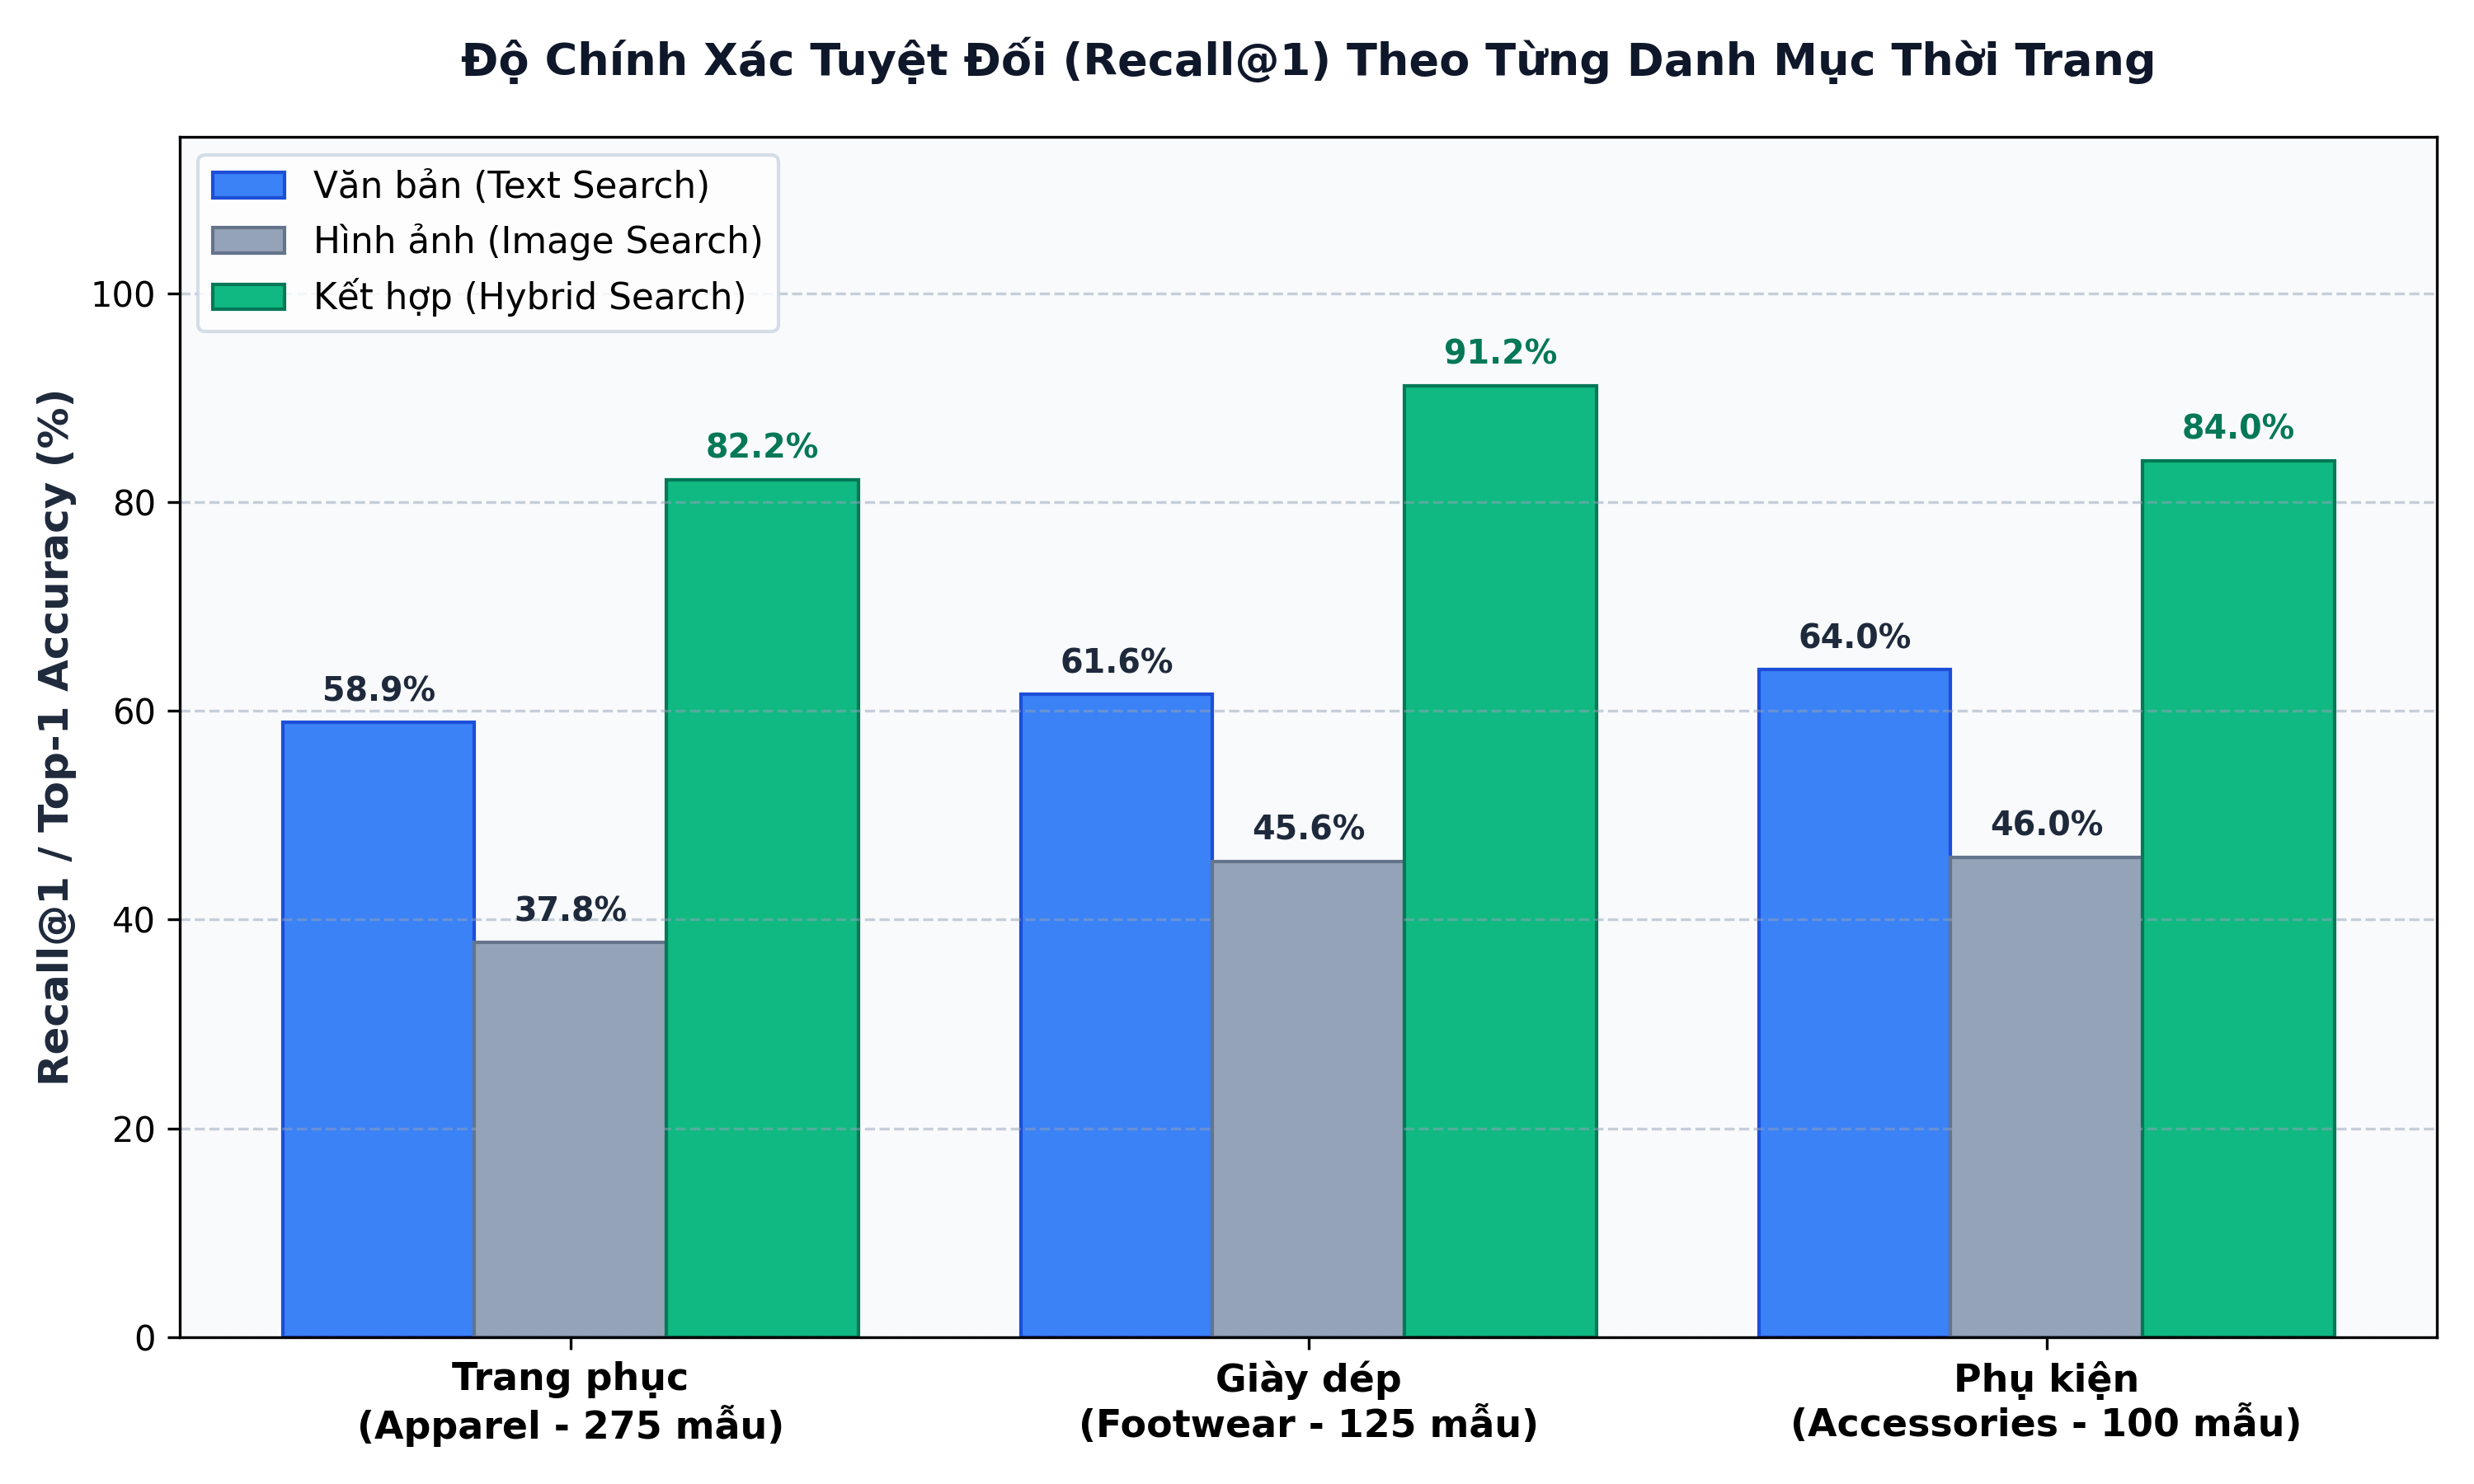 Độ Chính Xác Tuyệt Đối (Recall@1) Theo Từng Danh Mục Thời Trang
Văn bản (Text Search)
Hình ảnh (Image Search)
Kết hợp (Hybrid Search)
Recall@1 / Top-1 Accuracy (%)
100
80
60
40
20
0
58.9%
37.8%
82.2%
61.6%
45.6%
91.2%
64.0%
46.0%
84.0%
Trang phục
(Apparel - 275 mẫu)
Giày dép
(Footwear - 125 mẫu)
Phụ kiện
(Accessories - 100 mẫu)